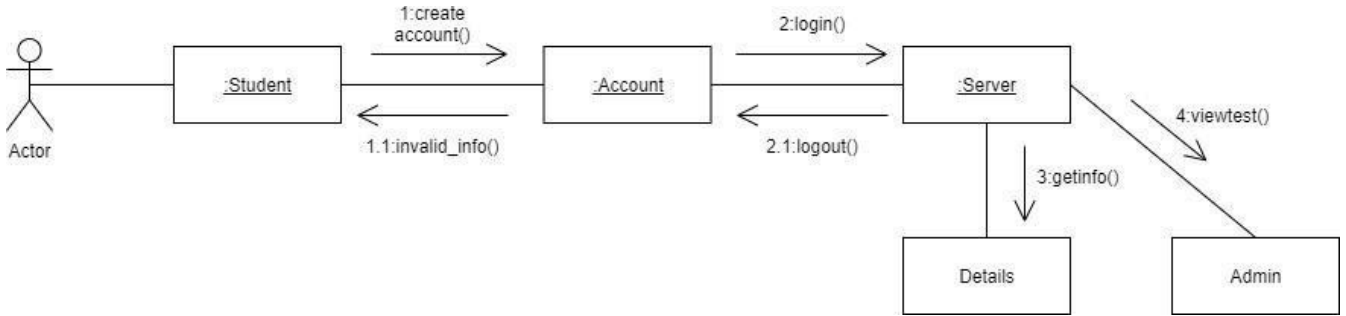 1:create
account()
2:login()
:Student
:Account
:Server
4:viewtest()
Actor
1.1:invalid_info()
2.1:logout()
3:getinfo()
Details
Admin